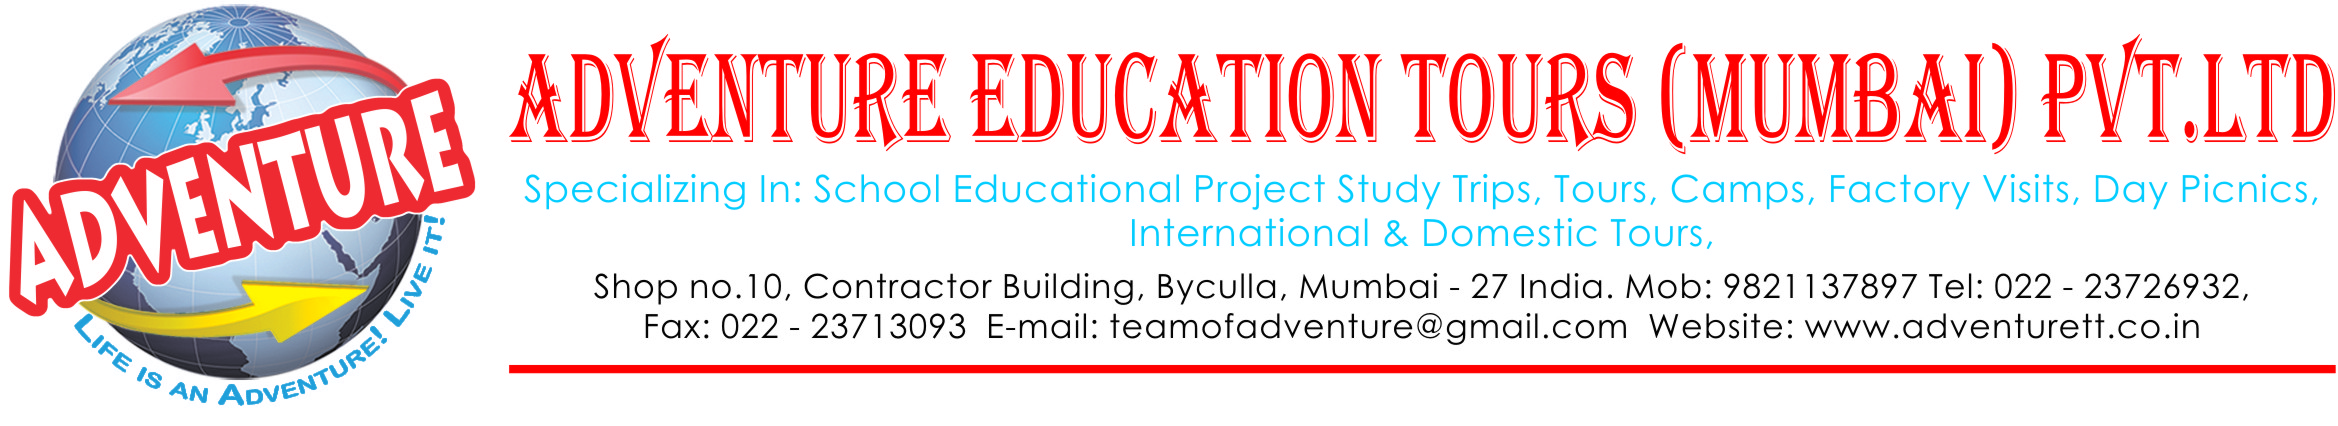 ADVENTURE
LIFE IS AN ADVENTURE! LIVE IT!
ADVENTURE EDUCATION TOURS (MUMBAI) PVT.LTD
Specializing In: School Educational Project Study Trips, Tours, Camps, Factory Visits, Day Picnics,
International & Domestic Tours,
Shop no.10, Contractor Building, Byculla, Mumbai - 27 India. Mob: 9821137897 Tel: 022 - 23726932,
Fax: 022 - 23713093 E-mail: teamofadventure@gmail.com Website: www.adventurett.co.in